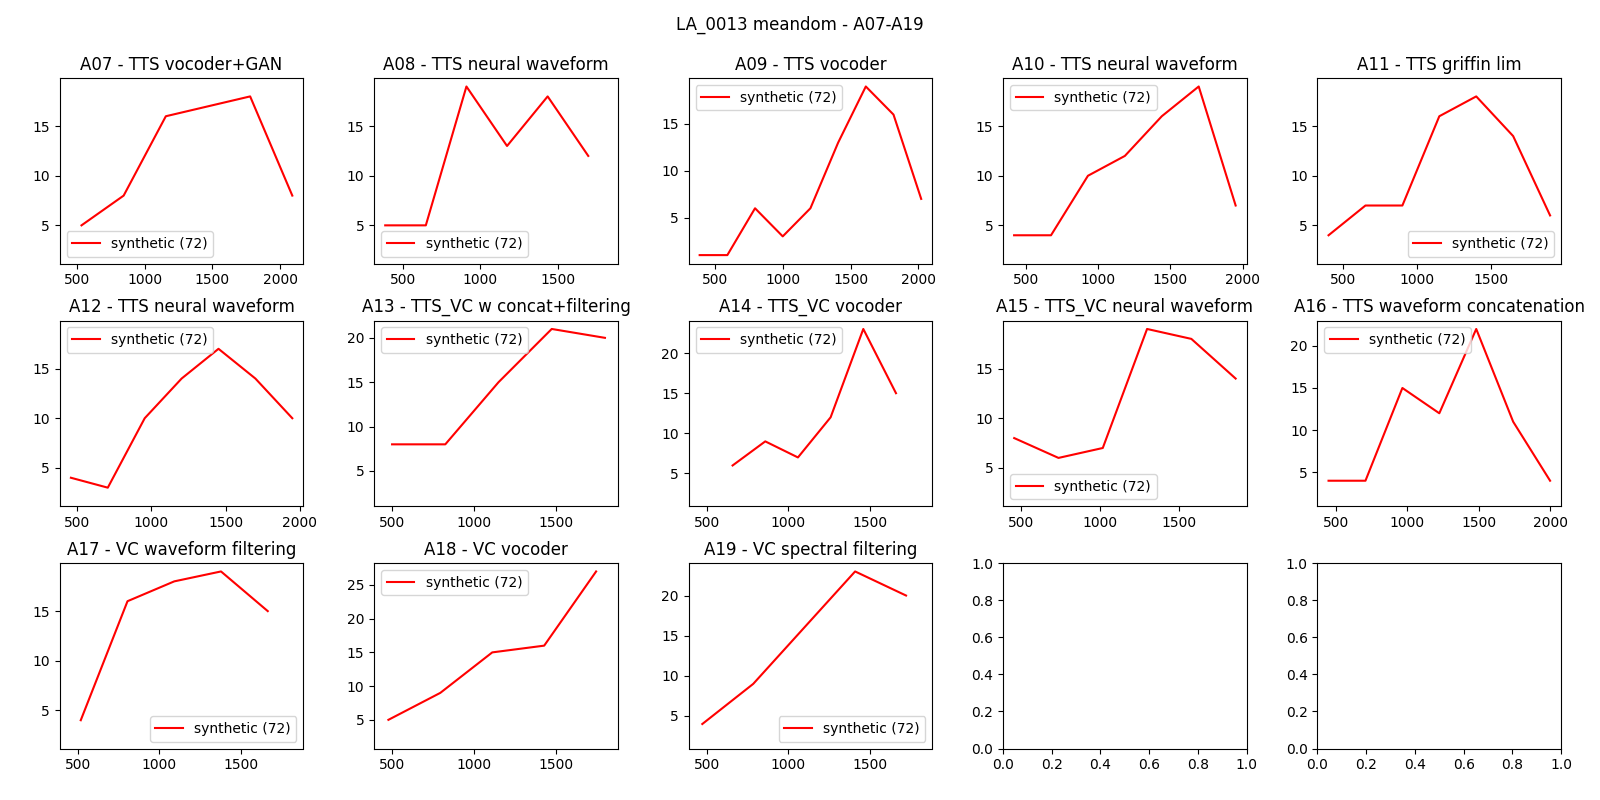 LA_0013 meandom - A07-A19
A07 - TTS vocoder+GAN
15
10
5
synthetic (72)
500 1000 1500 2000
A08 - TTS neural waveform
15
10
5
synthetic (72)
500 1000 1500
A09 - TTS vocoder
synthetic (72)
15
10
5
500 1000 1500 2000
A10 - TTS neural waveform
synthetic (72)
15
10
5
500 1000 1500 2000
A11 - TTS griffin lim
15
10
5
synthetic (72)
500 1000 1500
A12 - TTS neural waveform
synthetic (72)
15
10
5
500 1000 1500 2000
A13 - TTS_VC w concat+filtering
20
synthetic (72)
15
10
5
500 1000 1500
A14 - TTS_VC vocoder
synthetic (72)
20
15
10
5
500 1000 1500
A15 - TTS_VC neural waveform
15
10
5
synthetic (72)
500 1000 1500
A16 - TTS waveform concatenation
synthetic (72)
20
15
10
5
500 1000 1500 2000
A17 - VC waveform filtering
15
10
5
synthetic (72)
500 1000 1500
A18 - VC vocoder
synthetic (72)
25
20
15
10
5
500 1000 1500
A19 - VC spectral filtering
20
15
10
5
synthetic (72)
500 1000 1500
1.0
0.8
0.6
0.4
0.2
0.0
0.0 0.2 0.4 0.6 0.8 1.0
1.0
0.8
0.6
0.4
0.2
0.0
0.0 0.2 0.4 0.6 0.8 1.0